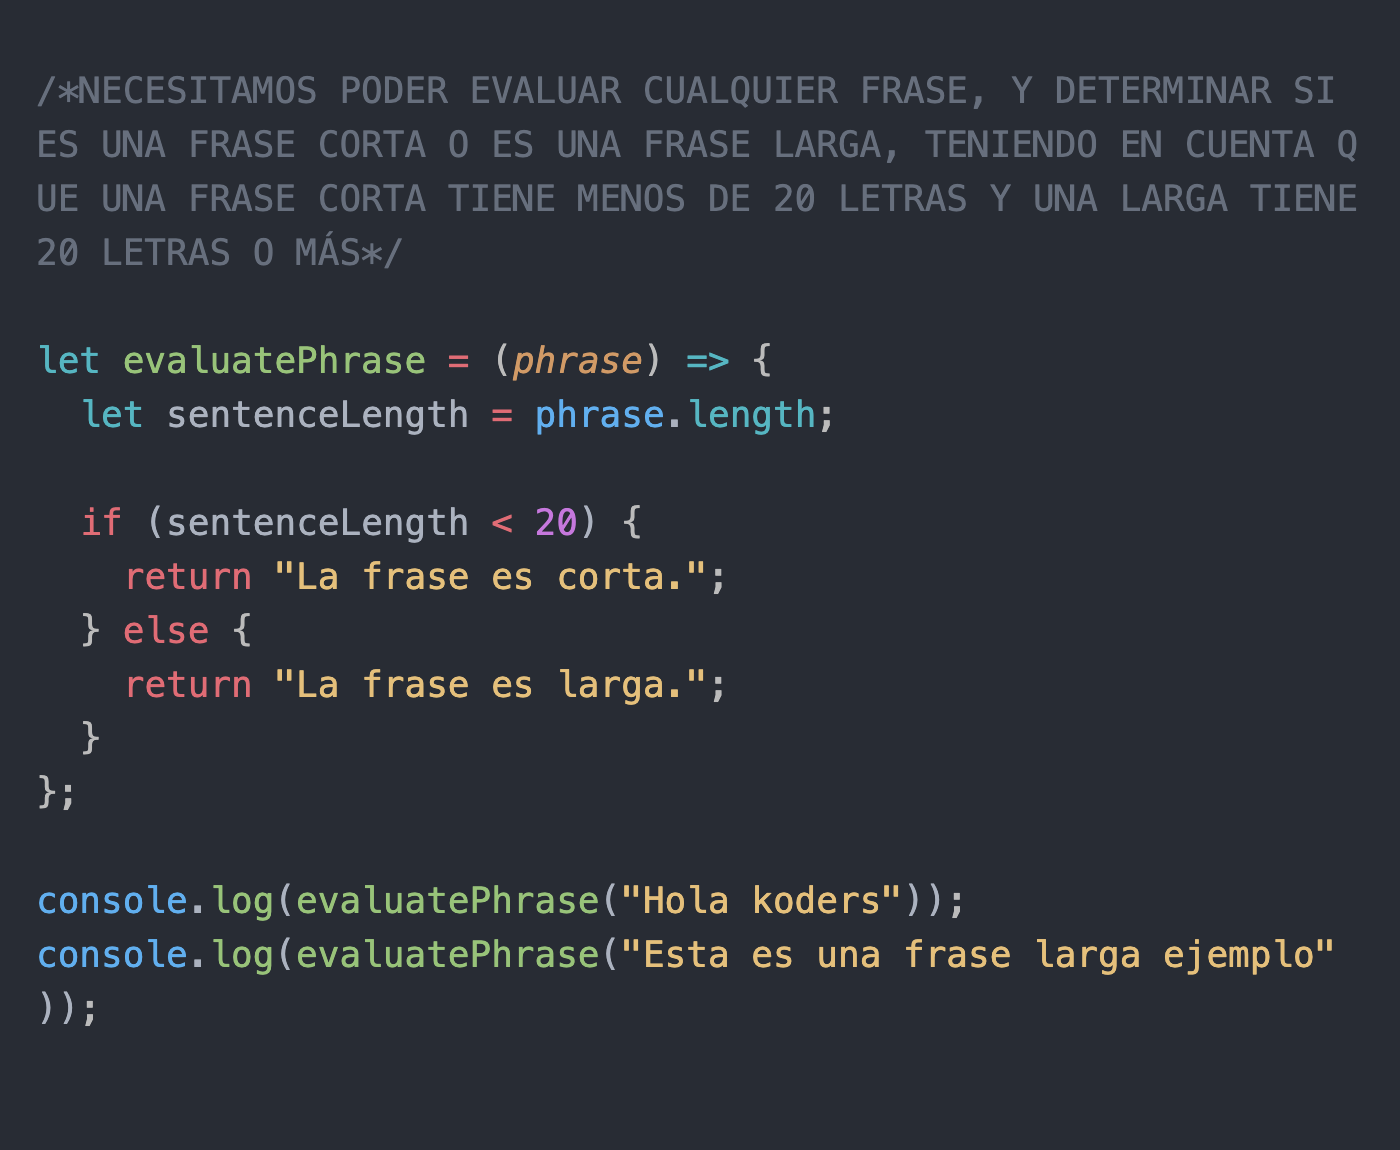 /*NECESITAMOS PODER EVALUAR CUALQUIER FRASE, Y DETERMINAR SI
ES UNA FRASE CORTA O ES UNA FRASE LARGA, TENIENDO EN CUENTA Q
UE UNA FRASE CORTA TIENE MENOS DE 20 LETRAS Y UNA LARGA TIENE
20 LETRAS O MÁS*/
let evaluatePhrase = (phrase) => {
  let sentenceLength = phrase.length;
  if (sentenceLength < 20) {
    return "La frase es corta.";
  } else {
    return "La frase es larga.";
  }
};
console.log(evaluatePhrase("Hola koders"));
console.log(evaluatePhrase("Esta es una frase larga ejemplo"
));